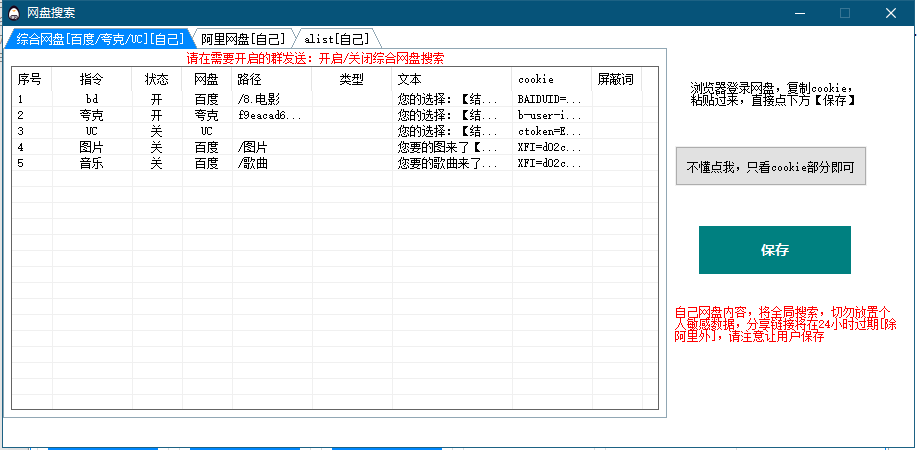 网盘搜索
综合网盘[百度/夸克/UC][自己] 阿里网盘[自己] alist[自己]
请在需要开启的群发送：开启/关闭综合网盘搜索
序号 指令 状态 网盘 路径 类型 文本 cookie 屏蔽词
1 bd 开 百度 /8.电影 您的选择：【结... BAIDUID=...
2 夸克 开 夸克 f9eacad6... 您的选择：【结... b-user-i...
3 UC 关 UC 您的选择：【结... ctoken=E...
4 图片 关 百度 /图片 您要的图来了【... XFI=d02c...
5 音乐 关 百度 /歌曲 您要的歌曲来了... XFI=d02c...
浏览器登录网盘，复制cookie，
粘贴过来，直接点下方【保存】
不懂点我，只看cookie部分即可
保存
自己网盘内容，将全局搜索，切勿放置个
人敏感数据，分享链接将在24小时过期[除
阿里外]，请注意让用户保存